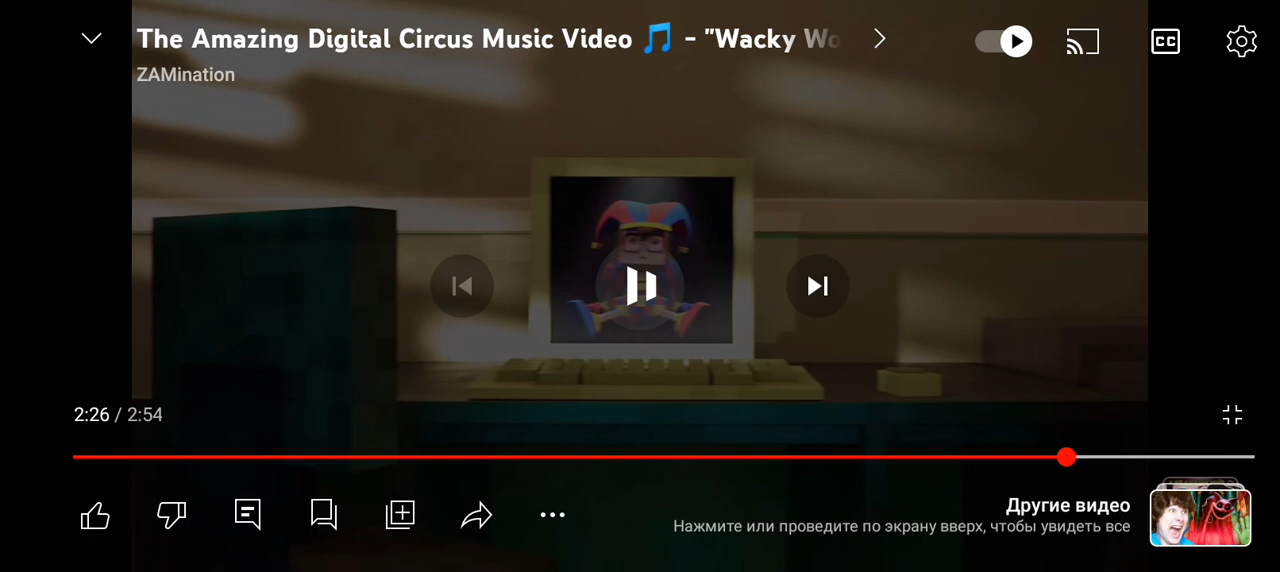 The Amazing Digital Circus Music Video 🎵 - "Wacky Wo
ZAMination
CC
2:26 / 2:54
Другие видео
Нажмите или проведите по экрану вверх, чтобы увидеть все